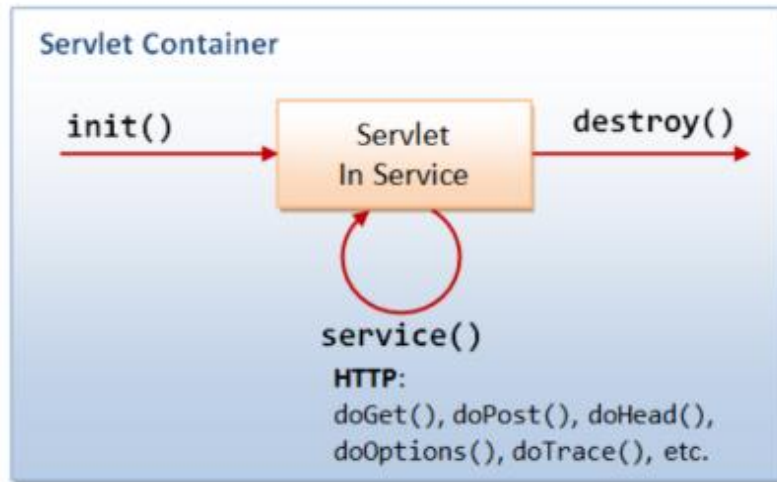 Servlet Container
init()
Servlet
In Service
destroy()
service()
HTTP:
doGet(), doPost(), doHead(),
doOptions(), doTrace(), etc.